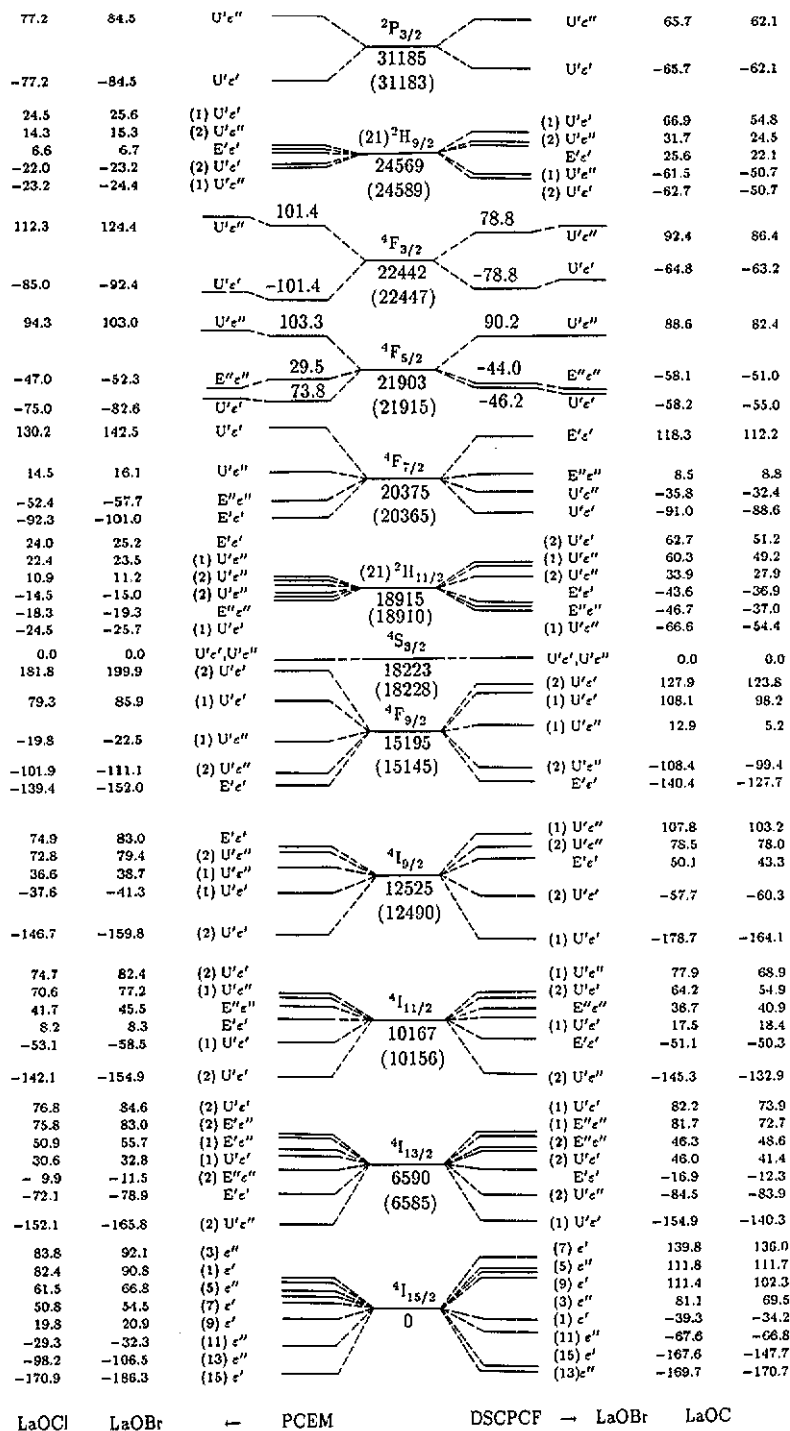 77.2 84.5 U'ε'' ²P₃/₂ U'ε'' 65.7 62.1
31185
−77.2 −84.5 U'ε' (31183) U'ε' −65.7 −62.1
24.5 25.6 (1) U'ε' (1) U'ε' 66.9 54.8
14.3 15.3 (2) U'ε'' (21)²H₉/₂ (2) U'ε'' 31.7 24.5
6.6 6.7 E'ε' 24569 E'ε' 25.6 22.1
−22.0 −23.2 (2) U'ε' (24589) (1) U'ε'' −61.5 −50.7
−23.2 −24.4 (1) U'ε'' (2) U'ε' −62.7 −50.7
112.3 124.4 U'ε'' 101.4 ⁴F₃/₂ 78.8 U'ε'' 92.4 86.4
22442
−85.0 −92.4 U'ε' −101.4 (22447) −78.8 U'ε' −64.8 −63.2
94.3 103.0 U'ε'' 103.3 ⁴F₅/₂ 90.2 U'ε'' 88.6 82.4
−47.0 −52.3 E''ε'' 29.5 21903 −44.0 E''ε'' −58.1 −51.0
−75.0 −82.6 U'ε' 73.8 (21915) −46.2 U'ε' −58.2 −55.0
130.2 142.5 U'ε' ⁴F₇/₂ E'ε' 118.3 112.2
14.5 16.1 U'ε'' E''ε'' 8.5 8.8
−52.4 −57.7 E''ε'' 20375 U'ε'' −35.8 −32.4
−92.3 −101.0 E'ε' (20365) U'ε' −91.0 −88.6
24.0 25.2 E'ε' (2) U'ε' 62.7 51.2
22.4 23.5 (1) U'ε'' (1) U'ε'' 60.3 49.2
10.9 11.2 (2) U'ε'' (21)²H₁₁/₂ (2) U'ε'' 33.9 27.9
−14.5 −15.0 (2) U'ε'' 18915 E'ε' −43.6 −36.9
−18.3 −19.3 E''ε'' (18910) E''ε'' −46.7 −37.0
−24.5 −25.7 (1) U'ε' (1) U'ε'' −66.6 −54.4
⁴S₃/₂
0.0 0.0 U'ε',U'ε'' 18223 U'ε',U'ε'' 0.0 0.0
181.8 199.9 (2) U'ε' (18228) (2) U'ε' 127.9 123.8
79.3 85.9 (1) U'ε' ⁴F₉/₂ (1) U'ε' 108.1 98.2
−19.8 −22.5 (1) U'ε'' 15195 (1) U'ε'' 12.9 5.2
−101.9 −111.1 (2) U'ε'' (15145) (2) U'ε'' −108.4 −99.4
−139.4 −152.0 E'ε' E'ε' −140.4 −127.7
74.9 83.0 E'ε' (1) U'ε'' 107.8 103.2
72.8 79.4 (2) U'ε'' ⁴I₉/₂ (2) U'ε'' 78.5 78.0
36.6 38.7 (1) U'ε'' E'ε' 50.1 43.3
−37.6 −41.3 (1) U'ε' 12525 (2) U'ε' −57.7 −60.3
(12490)
−146.7 −159.8 (2) U'ε' (1) U'ε' −178.7 −164.1
74.7 82.4 (2) U'ε' (1) U'ε'' 77.9 68.9
70.6 77.2 (1) U'ε'' ⁴I₁₁/₂ (2) U'ε' 64.2 54.9
41.7 45.5 E''ε'' E''ε'' 36.7 40.9
8.2 8.3 E'ε' 10167 (1) U'ε' 17.5 18.4
−53.1 −58.5 (1) U'ε' (10156) E'ε' −51.1 −50.3
−142.1 −154.9 (2) U'ε' (2) U'ε'' −145.3 −132.9
76.8 84.6 (2) U'ε' (1) U'ε' 82.2 73.9
75.8 83.0 (2) E'ε'' (1) E''ε'' 81.7 72.7
50.9 55.7 (1) E'ε'' ⁴I₁₃/₂ (2) E''ε'' 46.3 48.6
30.6 32.8 (1) U'ε' 6590 (2) U'ε' 46.0 41.4
− 9.9 −11.5 (2) E''ε'' (6585) E'ε' −16.9 −12.3
−72.1 −78.9 E'ε' (2) U'ε'' −84.5 −83.9
−152.1 −165.8 (2) U'ε'' (1) U'ε' −154.9 −140.3
83.8 92.1 (3) ε'' (7) ε' 139.8 136.0
82.4 90.8 (1) ε' (5) ε'' 111.8 111.7
61.5 66.8 (5) ε'' ⁴I₁₅/₂ (9) ε' 111.4 102.3
50.8 54.5 (7) ε' 0 (3) ε'' 81.1 69.5
19.8 20.9 (9) ε' (1) ε' −39.3 −34.2
−29.3 −32.3 (11) ε'' (11) ε'' −67.6 −66.8
−98.2 −106.5 (13) ε'' (15) ε' −167.6 −147.7
−170.9 −186.3 (15) ε' (13)ε'' −169.7 −170.7
LaOCl LaOBr ← PCEM DSCPCF → LaOBr LaOC